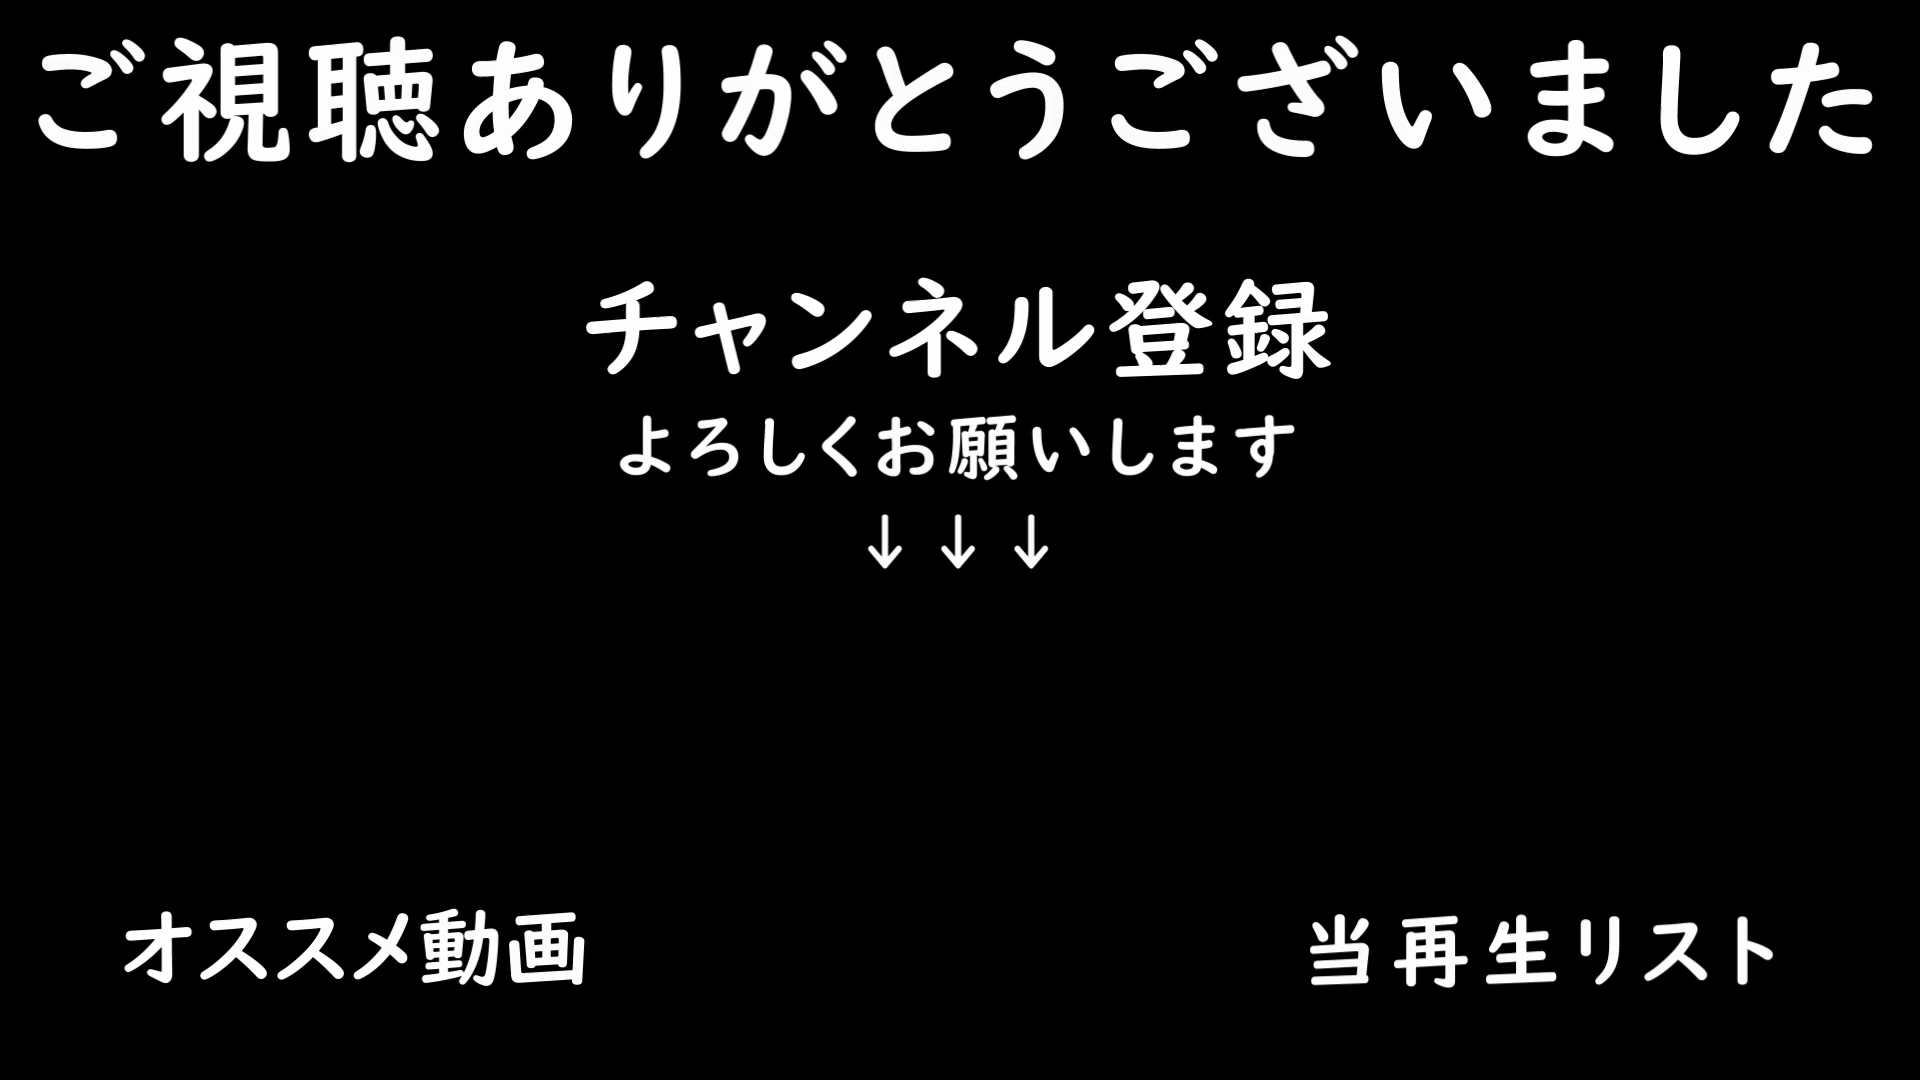 ご視聴ありがとうございました
チャンネル登録
よろしくお願いします
↓ ↓ ↓
オススメ動画
当再生リスト